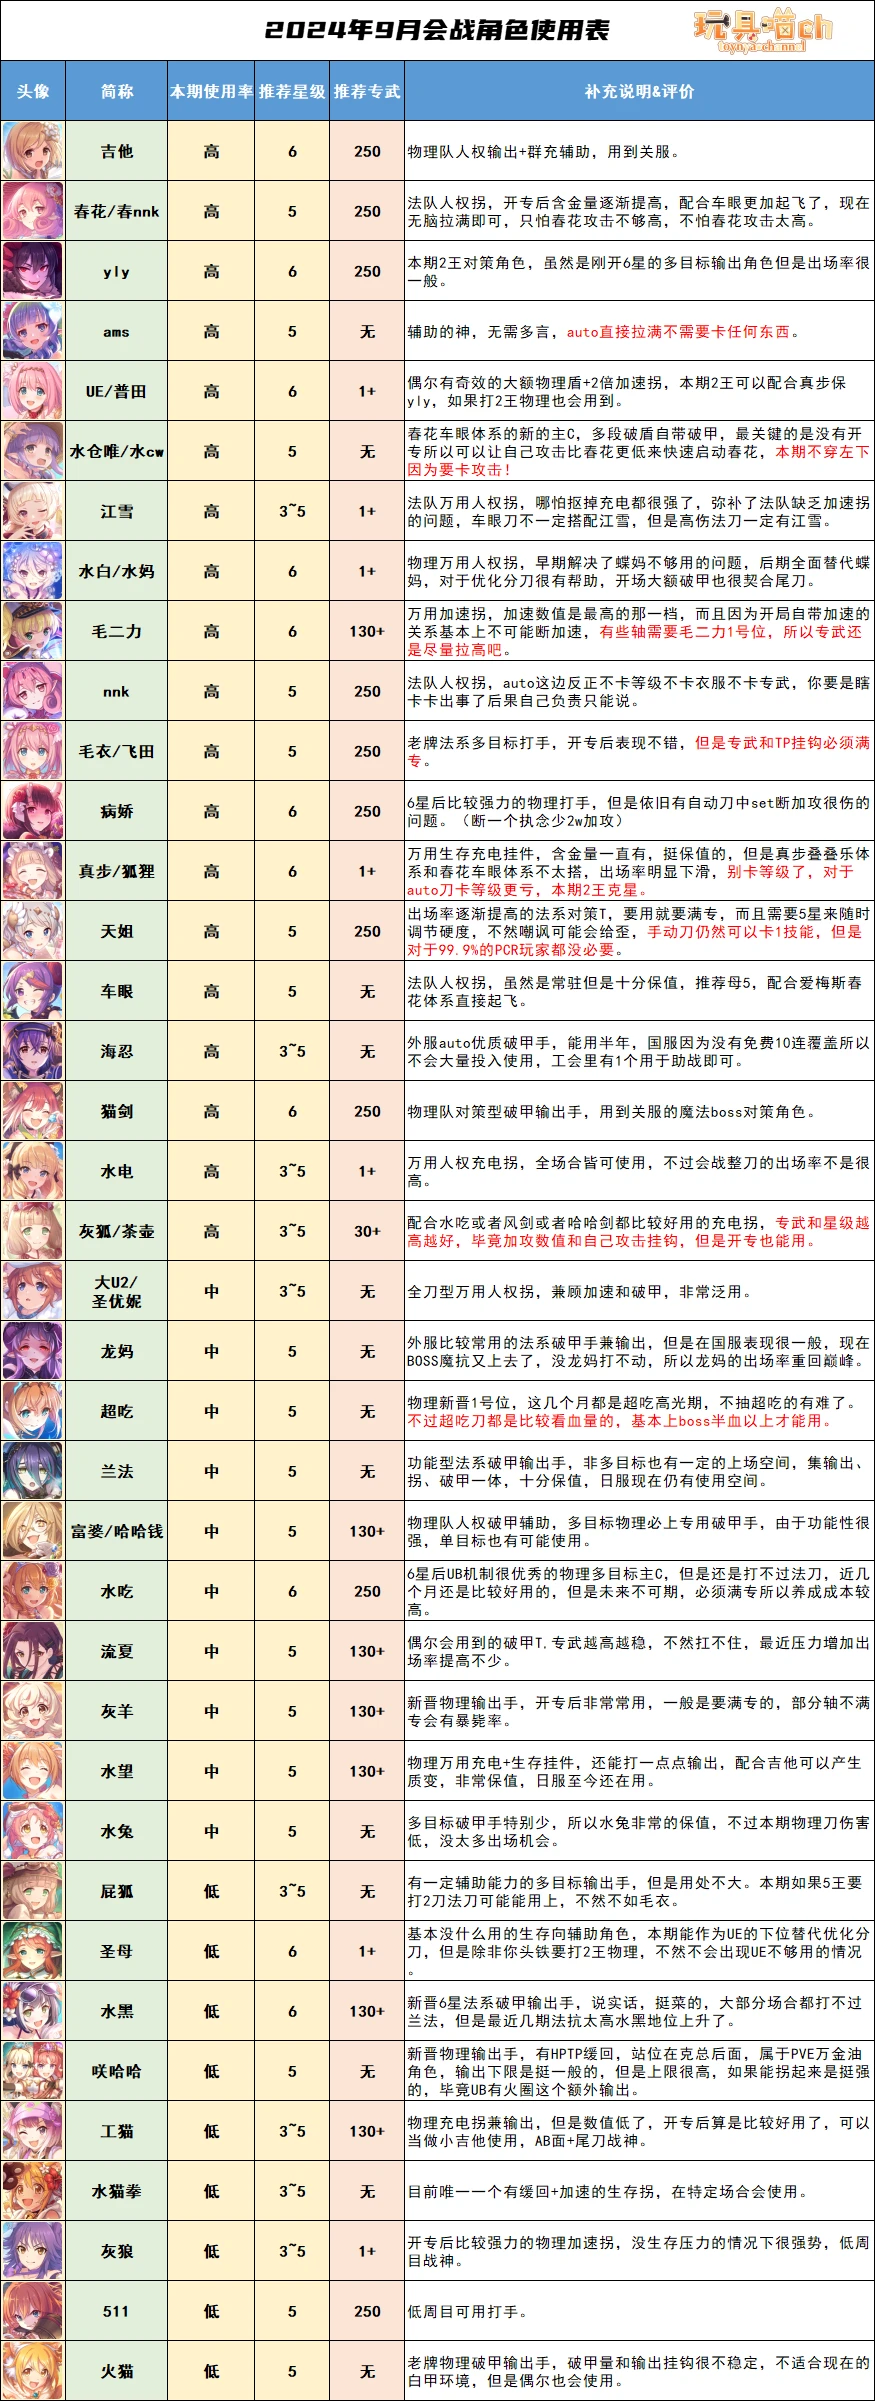 2024年9月会战角色使用表
玩具喵ch
toynyachannel
头像 简称 本期使用率 推荐星级 推荐专武 补充说明&评价
吉他 高 6 250 物理队人权输出+群充辅助，用到关服。
春花/春nnk 高 5 250 法队人权拐，开专后含金量逐渐提高，配合车眼更加起飞了，现在
无脑拉满即可，只怕春花攻击不够高，不怕春花攻击太高。
yly 高 6 250 本期2王对策角色，虽然是刚开6星的多目标输出角色但是出场率很
一般。
ams 高 5 无 辅助的神，无需多言，auto直接拉满不需要卡任何东西。
UE/普田 高 6 1+ 偶尔有奇效的大额物理盾+2倍加速拐，本期2王可以配合真步保
yly，如果打2王物理也会用到。
水仓唯/水cw 高 5 无 春花车眼体系的新的主C，多段破盾自带破甲，最关键的是没有开
专所以可以让自己攻击比春花更低来快速启动春花，本期不穿左下
因为要卡攻击！
江雪 高 3~5 1+ 法队万用人权拐，哪怕抠掉充电都很强了，弥补了法队缺乏加速拐
的问题，车眼刀不一定搭配江雪，但是高伤法刀一定有江雪。
水白/水妈 高 6 1+ 物理万用人权拐，早期解决了蝶妈不够用的问题，后期全面替代蝶
妈，对于优化分刀很有帮助，开场大额破甲也很契合尾刀。
毛二力 高 6 130+ 万用加速拐，加速数值是最高的那一档，而且因为开局自带加速的
关系基本上不可能断加速，有些轴需要毛二力1号位，所以专武还
是尽量拉高吧。
nnk 高 5 250 法队人权拐，auto这边反正不卡等级不卡衣服不卡专武，你要是瞎
卡卡出事了后果自己负责只能说。
毛衣/飞田 高 5 250 老牌法系多目标打手，开专后表现不错，但是专武和TP挂钩必须满
专。
病娇 高 6 250 6星后比较强力的物理打手，但是依旧有自动刀中set断加攻很伤的
问题。（断一个执念少2w加攻）
真步/狐狸 高 6 1+ 万用生存充电挂件，含金量一直有，挺保值的，但是真步叠叠乐体
系和春花车眼体系不太搭，出场率明显下滑，别卡等级了，对于
auto刀卡等级更亏，本期2王克星。
天姐 高 5 250 出场率逐渐提高的法系对策T，要用就要满专，而且需要5星来随时
调节硬度，不然嘲讽可能会给歪，手动刀仍然可以卡1技能，但是
对于99.9%的PCR玩家都没必要。
车眼 高 5 无 法队人权拐，虽然是常驻但是十分保值，推荐母5，配合爱梅斯春
花体系直接起飞。
海忍 高 3~5 无 外服auto优质破甲手，能用半年，国服因为没有免费10连覆盖所以
不会大量投入使用，工会里有1个用于助战即可。
猫剑 高 6 250 物理队对策型破甲输出手，用到关服的魔法boss对策角色。
水电 高 3~5 1+ 万用人权充电拐，全场合皆可使用，不过会战整刀的出场率不是很
高。
灰狐/茶壶 高 3~5 30+ 配合水吃或者风剑或者哈哈剑都比较好用的充电拐，专武和星级越
高越好，毕竟加攻数值和自己攻击挂钩，但是开专也能用。
大U2/
圣优妮 中 3~5 无 全刀型万用人权拐，兼顾加速和破甲，非常泛用。
龙妈 中 5 无 外服比较常用的法系破甲手兼输出，但是在国服表现很一般，现在
BOSS魔抗又上去了，没龙妈打不动，所以龙妈的出场率重回巅峰。
超吃 中 5 无 物理新晋1号位，这几个月都是超吃高光期，不抽超吃的有难了。
不过超吃刀都是比较看血量的，基本上boss半血以上才能用。
兰法 中 5 无 功能型法系破甲输出手，非多目标也有一定的上场空间，集输出、
拐、破甲一体，十分保值，日服现在仍有使用空间。
富婆/哈哈钱 中 5 130+ 物理队人权破甲辅助，多目标物理必上专用破甲手，由于功能性很
强，单目标也有可能使用。
水吃 中 6 250 6星后UB机制很优秀的物理多目标主C，但是还是打不过法刀，近几
个月还是比较好用的，但是未来不可期，必须满专所以养成成本较
高。
流夏 中 5 130+ 偶尔会用到的破甲T.专武越高越稳，不然扛不住，最近压力增加出
场率提高不少。
灰羊 中 5 130+ 新晋物理输出手，开专后非常常用，一般是要满专的，部分轴不满
专会有暴毙率。
水望 中 5 130+ 物理万用充电+生存挂件，还能打一点点输出，配合吉他可以产生
质变，非常保值，日服至今还在用。
水兔 中 5 无 多目标破甲手特别少，所以水兔非常的保值，不过本期物理刀伤害
低，没太多出场机会。
屁狐 低 3~5 无 有一定辅助能力的多目标输出手，但是用处不大。本期如果5王要
打2刀法刀可能能用上，不然不如毛衣。
圣母 低 6 1+ 基本没什么用的生存向辅助角色，本期能作为UE的下位替代优化分
刀，但是除非你头铁要打2王物理，不然不会出现UE不够用的情况
。
水黑 低 6 130+ 新晋6星法系破甲输出手，说实话，挺菜的，大部分场合都打不过
兰法，但是最近几期法抗太高水黑地位上升了。
咲哈哈 低 5 无 新晋物理输出手，有HPTP缓回，站位在克总后面，属于PVE万金油
角色，输出下限是挺一般的，但是上限很高，如果能拐起来是挺强
的，毕竟UB有火圈这个额外输出。
工猫 低 3~5 130+ 物理充电拐兼输出，但是数值低了，开专后算是比较好用了，可以
当做小吉他使用，AB面+尾刀战神。
水猫拳 低 3~5 无 目前唯一一个有缓回+加速的生存拐，在特定场合会使用。
灰狼 低 3~5 1+ 开专后比较强力的物理加速拐，没生存压力的情况下很强势，低周
目战神。
511 低 5 250 低周目可用打手。
火猫 低 5 无 老牌物理破甲输出手，破甲量和输出挂钩很不稳定，不适合现在的
白甲环境，但是偶尔也会使用。